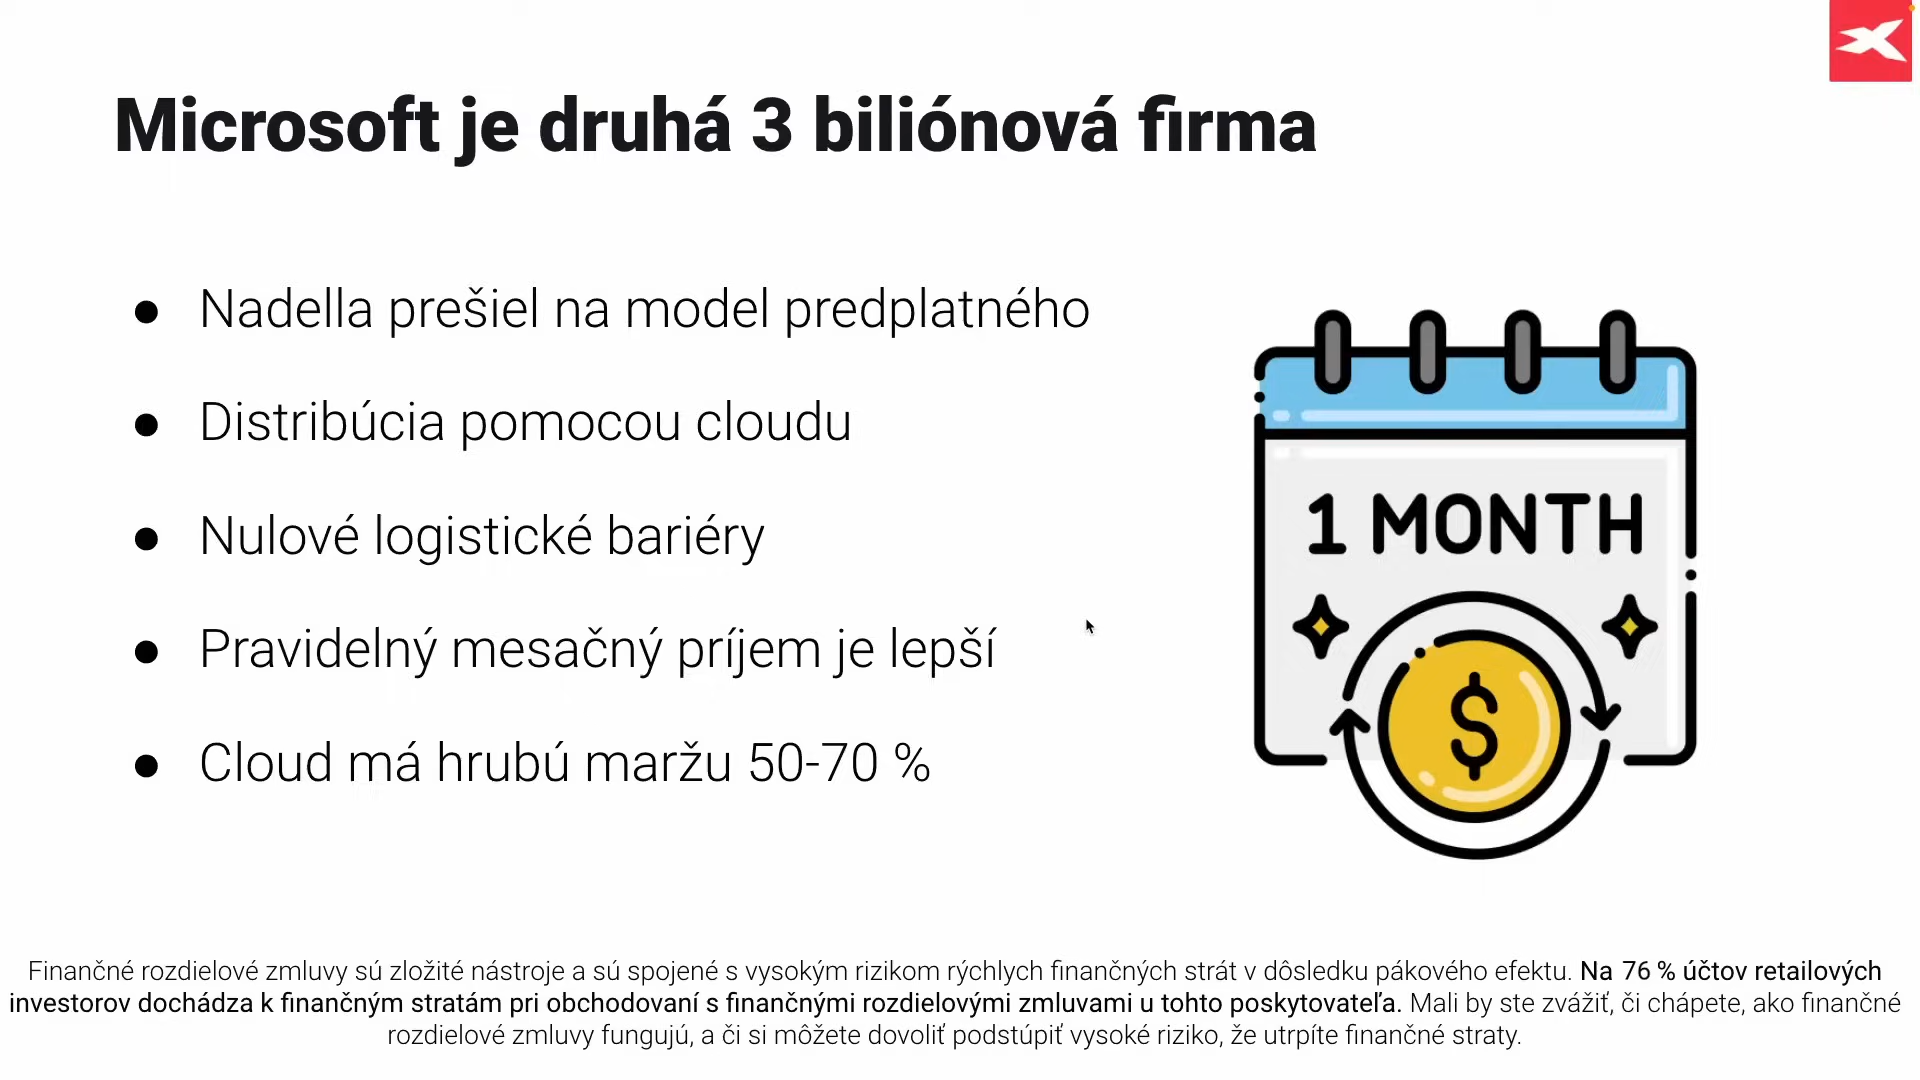 Microsoft je druhá 3 biliónová firma
● Nadella prešiel na model predplatného
● Distribúcia pomocou cloudu
● Nulové logistické bariéry
● Pravidelný mesačný príjem je lepší
● Cloud má hrubú maržu 50-70 %
1 MONTH
$
Finančné rozdielové zmluvy sú zložité nástroje a sú spojené s vysokým rizikom rýchlych finančných strát v dôsledku pákového efektu. Na 76 % účtov retailových
investorov dochádza k finančným stratám pri obchodovaní s finančnými rozdielovými zmluvami u tohto poskytovateľa. Mali by ste zvážiť, či chápete, ako finančné
rozdielové zmluvy fungujú, a či si môžete dovoliť podstúpiť vysoké riziko, že utrpíte finančné straty.